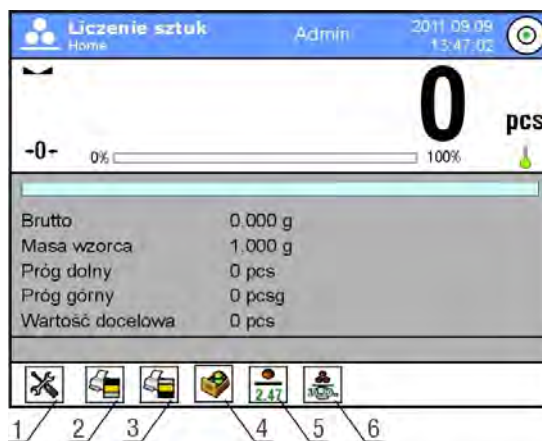 Liczenie sztuk Admin 2011.09.09
Home 13:47:02
0 pcs
→0← 0% 100%
Brutto 0.000 g
Masa wzorca 1.000 g
Próg dolny 0 pcs
Próg górny 0 pcsg
Wartość docelowa 0 pcs
2.47
1 2 3 4 5 6